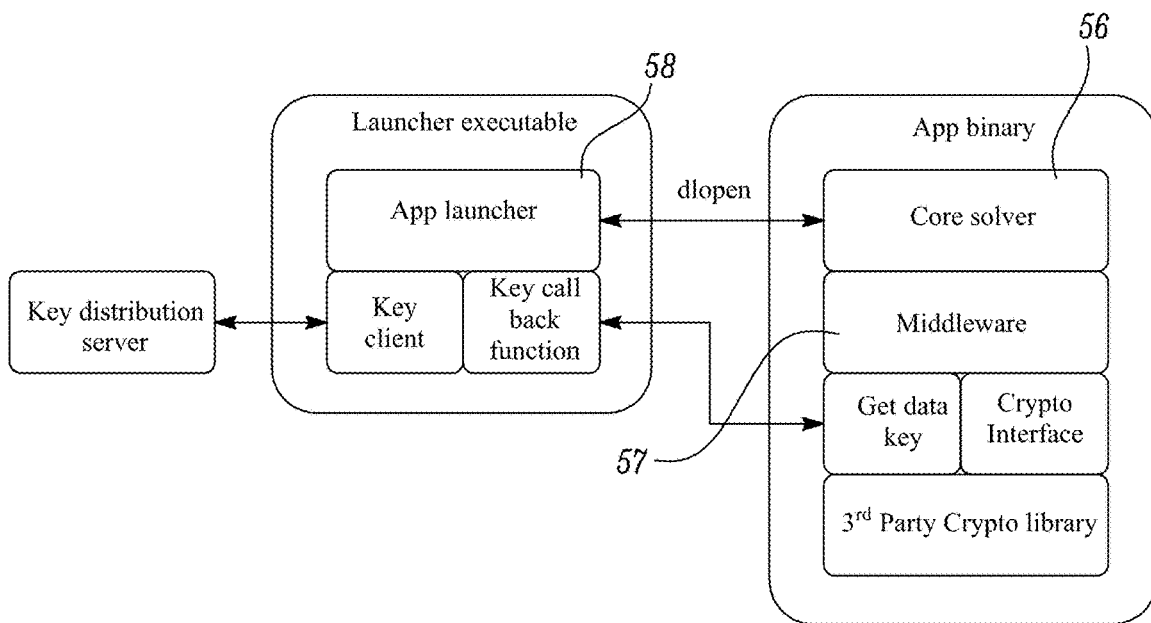 56
58
Launcher executable
App binary
App launcher
dlopen
Core solver
Key distribution
server
Key
client
Key call
back
function
Middleware
Get data
key
Crypto
Interface
57
3rd Party Crypto library